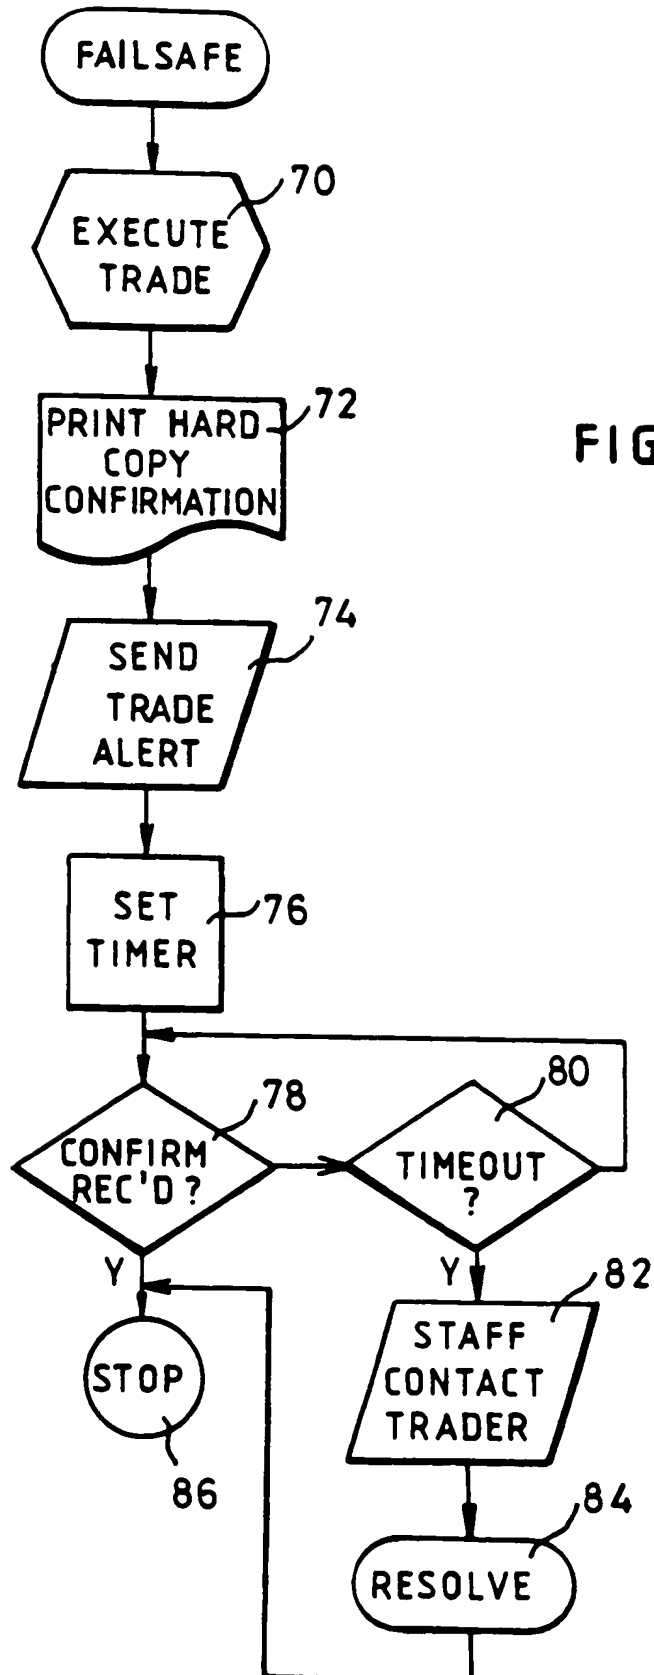 FAILSAFE
70
EXECUTE
TRADE
72
PRINT HARD
COPY
CONFIRMATION
FIG
74
SEND
TRADE
ALERT
SET
TIMER
76
78
CONFIRM
REC'D ?
80
TIMEOUT
?
Y
Y
82
STAFF
CONTACT
TRADER
STOP
86
84
RESOLVE